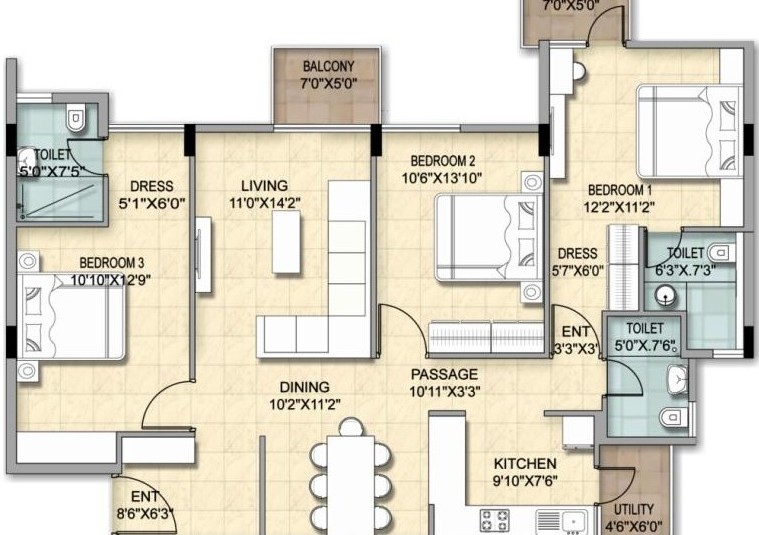 7'0"X5'0"
BALCONY
7'0"X5'0"
TOILET
5'0"X7'5"
DRESS
5'1"X6'0"
LIVING
11'0"X14'2"
BEDROOM 2
10'6"X13'10"
BEDROOM 1
12'2"X11'2"
BEDROOM 3
10'10"X12'9"
DRESS
5'7"X6'0"
TOILET
6'3"X.7'3"
ENT
3'3"X3'
TOILET
5'0"X.7'6"
DINING
10'2"X11'2"
PASSAGE
10'11"X3'3"
KITCHEN
9'10"X7'6"
ENT
8'6"X6'3"
UTILITY
4'6"X6'0"